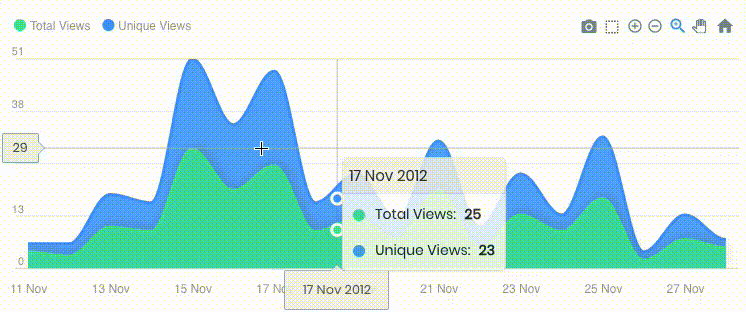 Total Views Unique Views
51
38
29
13
0
17 Nov 2012
Total Views: 25
Unique Views: 23
11 Nov 13 Nov 15 Nov 17 N 21 Nov 23 Nov 25 Nov 27 Nov
17 Nov 2012